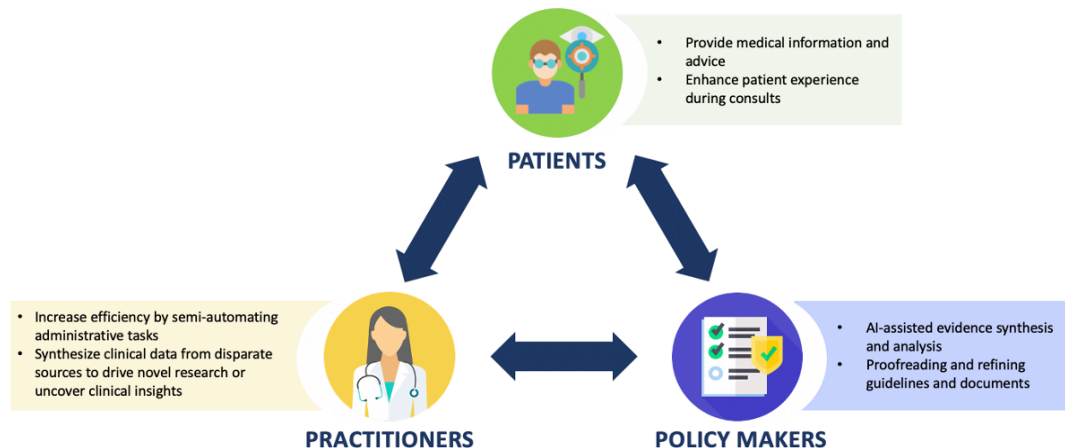 • Provide medical information and
advice
• Enhance patient experience
during consults
PATIENTS
• Increase efficiency by semi-automating
administrative tasks
• Synthesize clinical data from disparate
sources to drive novel research or
uncover clinical insights
PRACTITIONERS
• AI-assisted evidence synthesis
and analysis
• Proofreading and refining
guidelines and documents
POLICY MAKERS